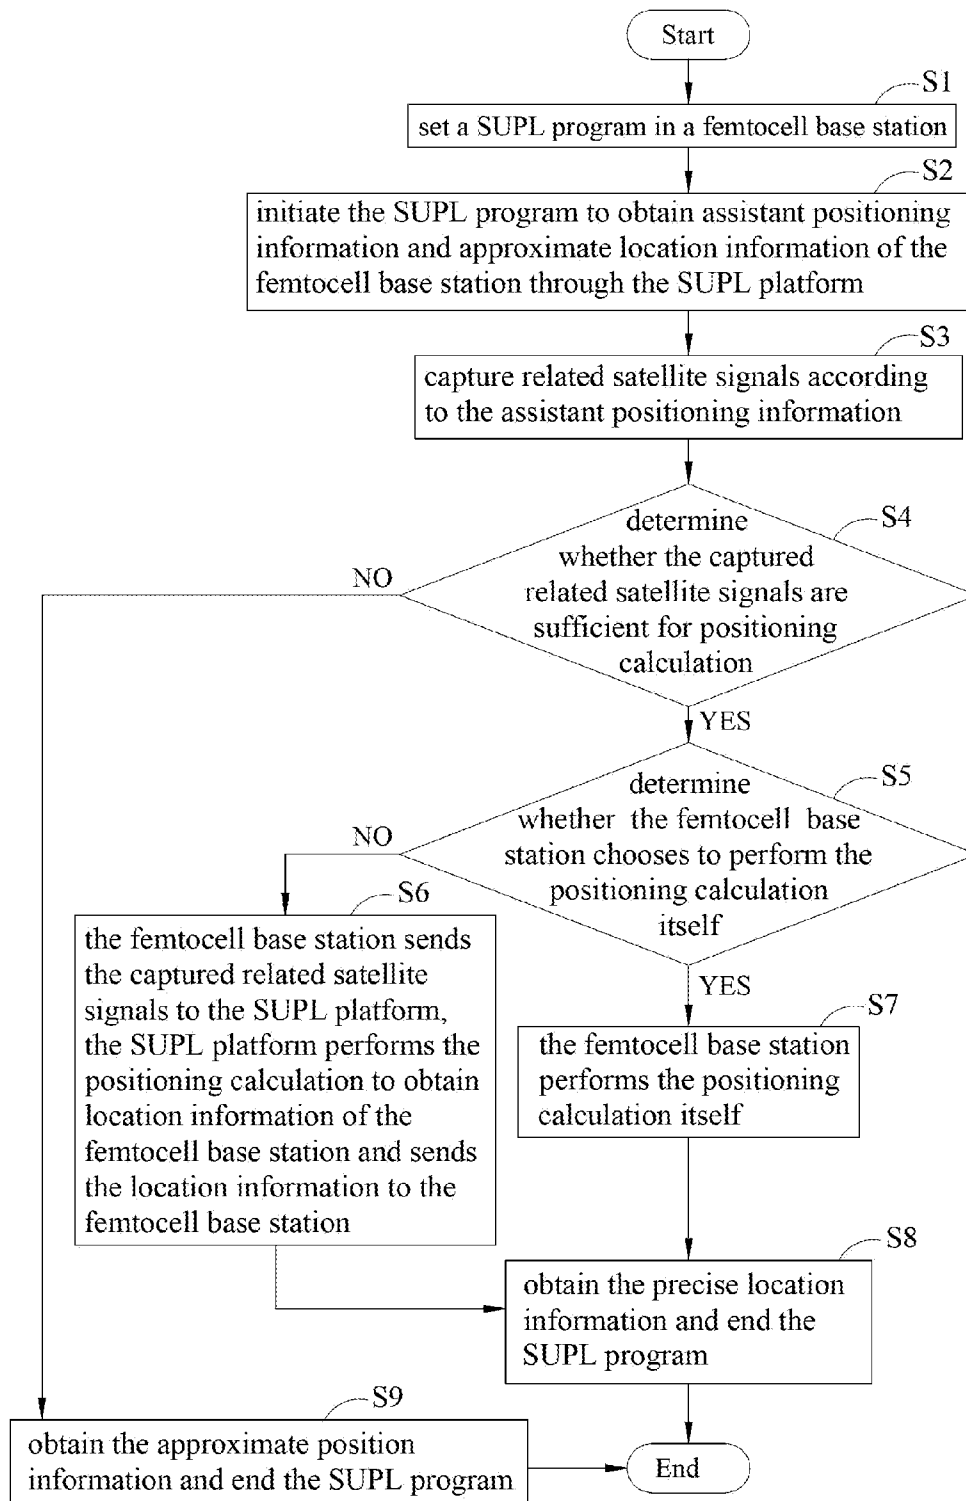 Start
S1
set a SUPL program in a femtocell base station
S2
initiate the SUPL program to obtain assistant positioning
information and approximate location information of the
femtocell base station through the SUPL platform
S3
capture related satellite signals according
to the assistant positioning information
S4
determine
whether the captured
related satellite signals are
sufficient for positioning
calculation
NO
YES
S5
determine
whether the femtocell base
station chooses to perform the
positioning calculation
itself
NO
YES
S6
the femtocell base station sends
the captured related satellite
signals to the SUPL platform,
the SUPL platform performs the
positioning calculation to obtain
location information of the
femtocell base station and sends
the location information to the
femtocell base station
S7
the femtocell base station
performs the positioning
calculation itself
S8
obtain the precise location
information and end the
SUPL program
S9
obtain the approximate position
information and end the SUPL program
End